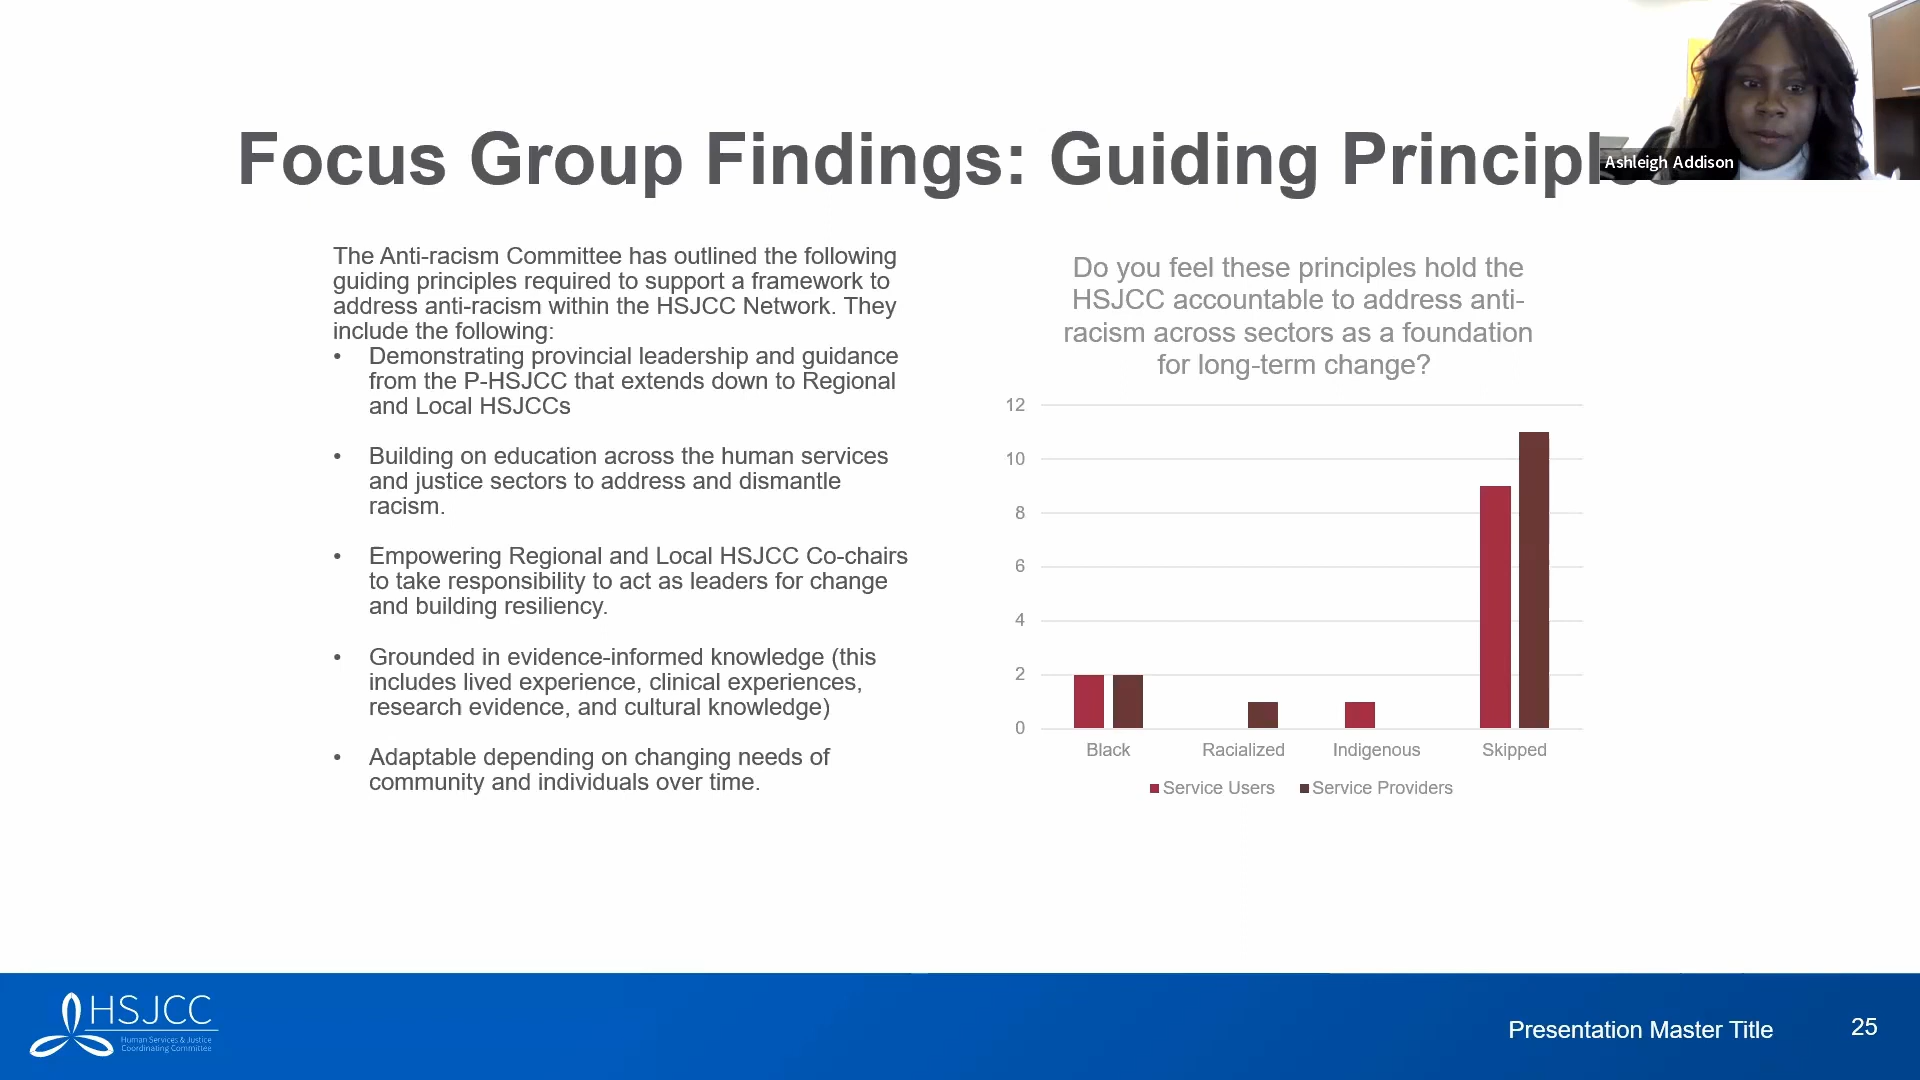 Focus Group Findings: Guiding Principles
Ashleigh Addison
The Anti-racism Committee has outlined the following
guiding principles required to support a framework to
address anti-racism within the HSJCC Network. They
include the following:
• Demonstrating provincial leadership and guidance
from the P-HSJCC that extends down to Regional
and Local HSJCCs
• Building on education across the human services
and justice sectors to address and dismantle
racism.
• Empowering Regional and Local HSJCC Co-chairs
to take responsibility to act as leaders for change
and building resiliency.
• Grounded in evidence-informed knowledge (this
includes lived experience, clinical experiences,
research evidence, and cultural knowledge)
• Adaptable depending on changing needs of
community and individuals over time.
Do you feel these principles hold the
HSJCC accountable to address anti-
racism across sectors as a foundation
for long-term change?
12
10
8
6
4
2
0
Black Racialized Indigenous Skipped
Service Users Service Providers
HSJCC
Human Services & Justice
Coordinating Committee
Presentation Master Title
25